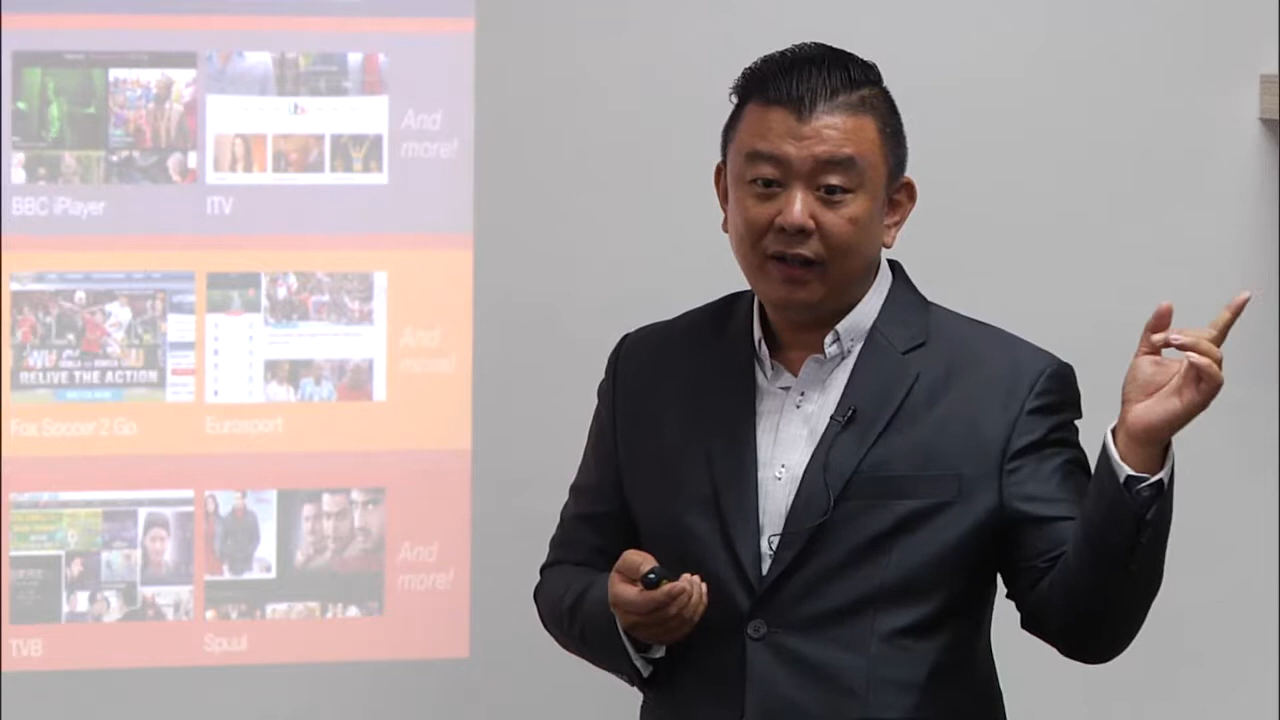 And
more!
BBC iPlayer
ITV
RELIVE THE ACTION
And
more!
Fox Soccer 2 Go
Eurosport
And
more!
TVB
Spuul